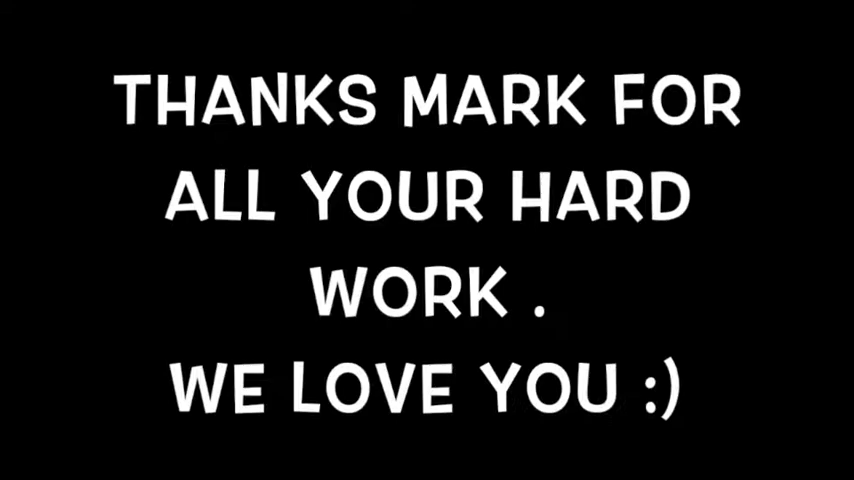 THANKS MARK FOR
ALL YOUR HARD
WORK .
WE LOVE YOU :)